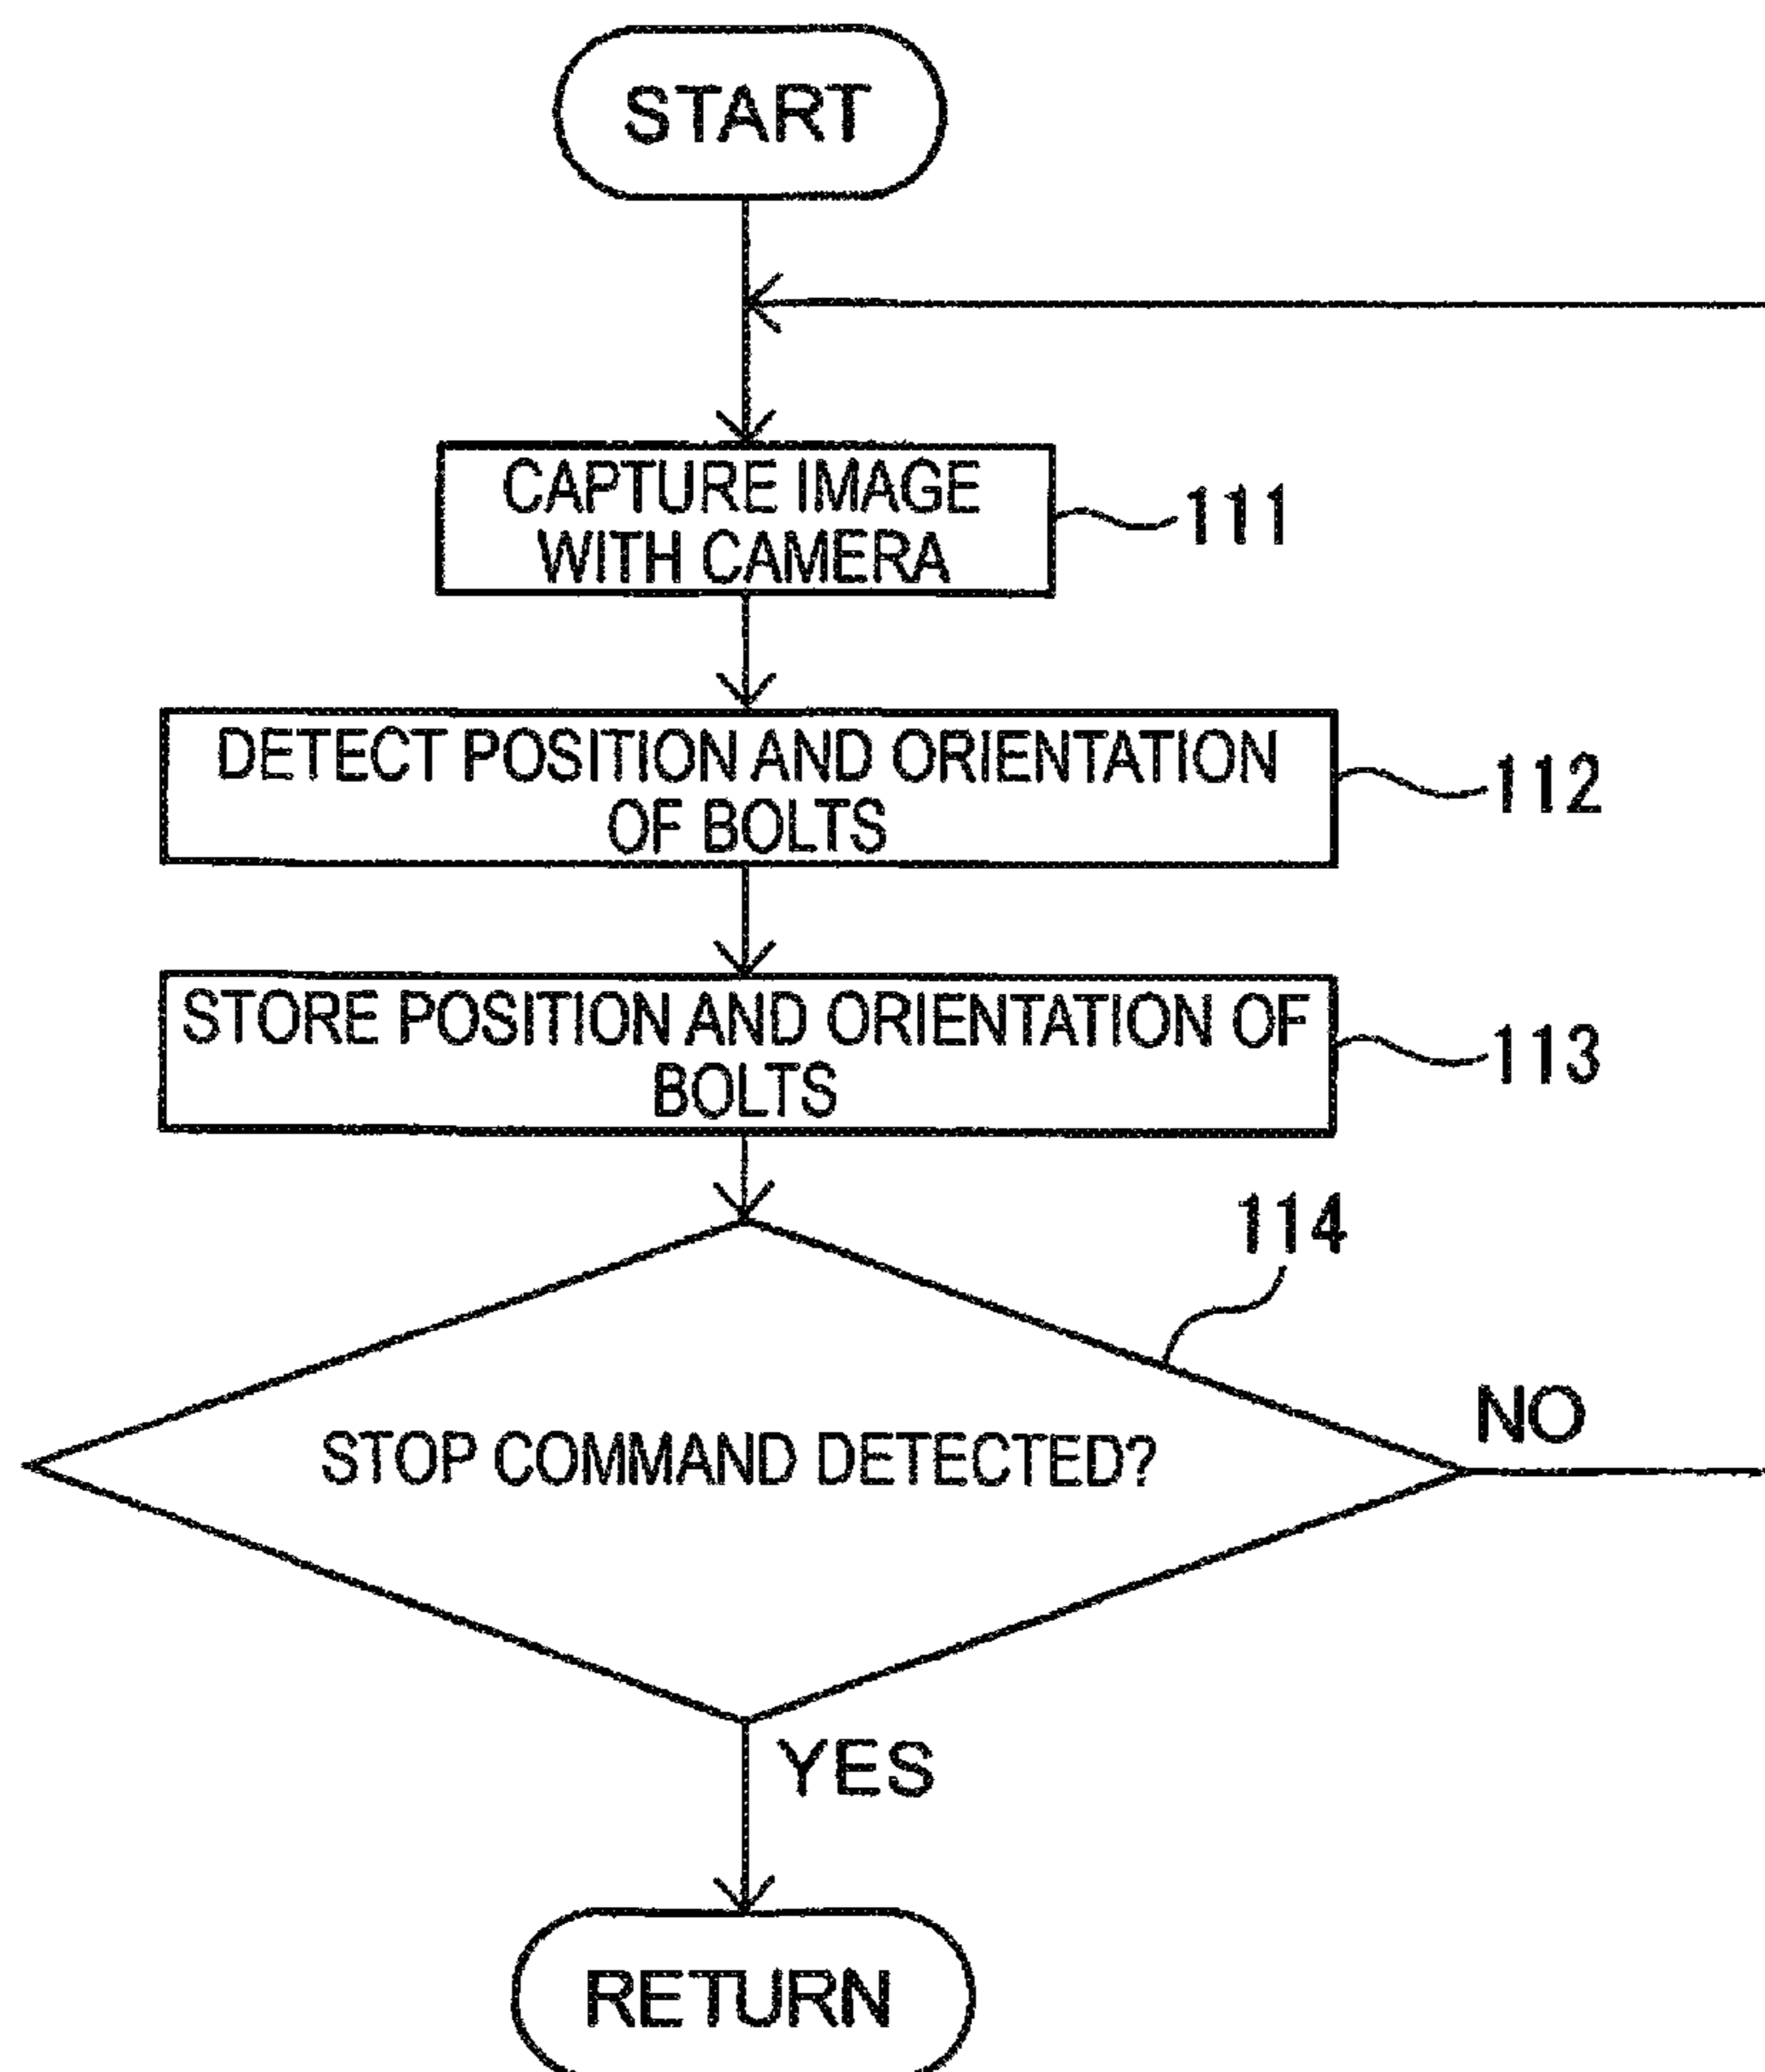 START
CAPTURE IMAGE
WITH CAMERA
111
DETECT POSITION AND ORIENTATION
OF BOLTS
112
STORE POSITION AND ORIENTATION OF
BOLTS
113
114
STOP COMMAND DETECTED?
NO
YES
RETURN